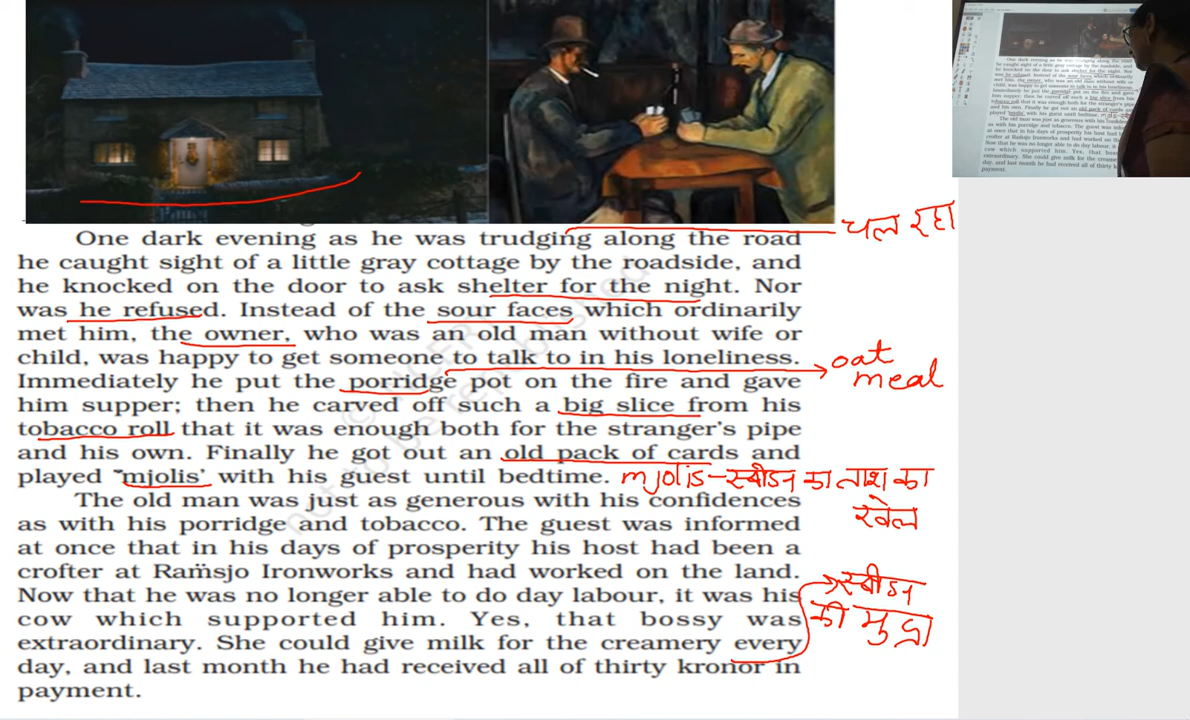 One dark evening as he was trudging along the road
he caught sight of a little gray cottage by the roadside, and
he knocked on the door to ask shelter for the night. Nor
was he refused. Instead of the sour faces which ordinarily
met him, the owner, who was an old man without wife or
child, was happy to get someone to talk to in his loneliness.
Immediately he put the porridge pot on the fire and gave
him supper; then he carved off such a big slice from his
tobacco roll that it was enough both for the stranger's pipe
and his own. Finally he got out an old pack of cards and
played 'mjolis' with his guest until bedtime.
The old man was just as generous with his confidences
as with his porridge and tobacco. The guest was informed
at once that in his days of prosperity his host had been a
crofter at Ramsjo Ironworks and had worked on the land.
Now that he was no longer able to do day labour, it was his
cow which supported him. Yes, that bossy was
extraordinary. She could give milk for the creamery every
day, and last month he had received all of thirty kronor in
payment.
चल रहा
oat
meal
mjolis – स्वीडन का ताश का
खेल
स्वीडन
की मुद्रा
not to be republished